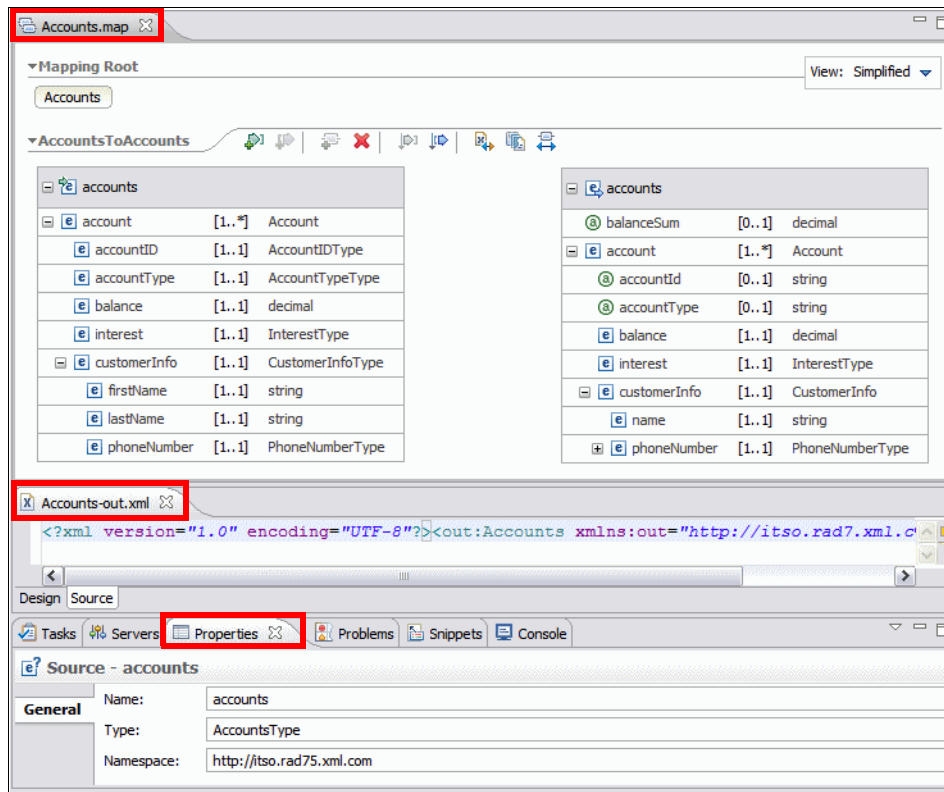 Accounts.map
Mapping Root
View: Simplified
Accounts
AccountsToAccounts
accounts
account [1..*] Account
accountID [1..1] AccountIDType
accountType [1..1] AccountTypeType
balance [1..1] decimal
interest [1..1] InterestType
customerInfo [1..1] CustomerInfoType
firstName [1..1] string
lastName [1..1] string
phoneNumber [1..1] PhoneNumberType
accounts
balanceSum [0..1] decimal
account [1..*] Account
accountId [0..1] string
accountType [0..1] string
balance [1..1] decimal
interest [1..1] InterestType
customerInfo [1..1] CustomerInfo
name [1..1] string
phoneNumber [1..1] PhoneNumberType
Accounts-out.xml
<?xml version="1.0" encoding="UTF-8"?><out:Accounts xmlns:out="http://itso.rad7.xml.c
Design Source
Tasks Servers Properties Problems Snippets Console
Source - accounts
General
Name: accounts
Type: AccountsType
Namespace: http://itso.rad75.xml.com